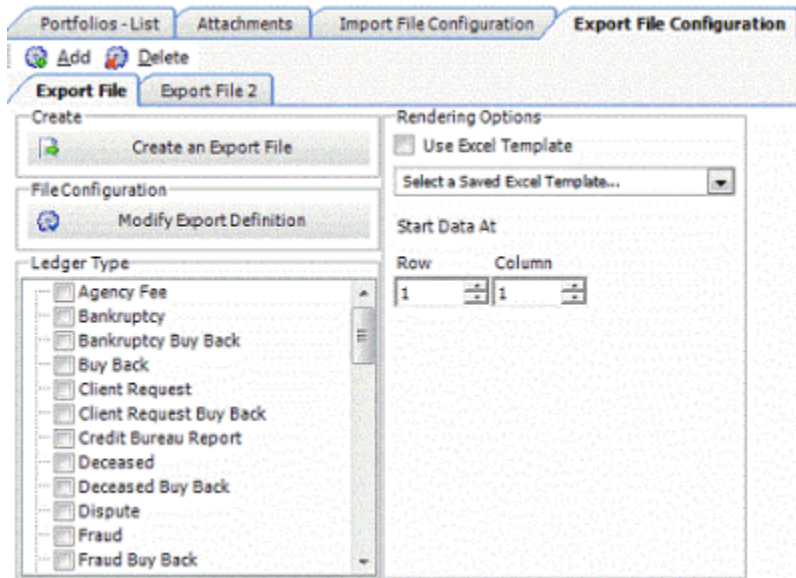 Portfolios - List Attachments Import File Configuration Export File Configuration
Add Delete
Export File Export File 2
Create
Create an Export File
File Configuration
Modify Export Definition
Ledger Type
Agency Fee
Bankruptcy
Bankruptcy Buy Back
Buy Back
Client Request
Client Request Buy Back
Credit Bureau Report
Deceased
Deceased Buy Back
Dispute
Fraud
Fraud Buy Back
Rendering Options
Use Excel Template
Select a Saved Excel Template...
Start Data At
Row Column
1 1